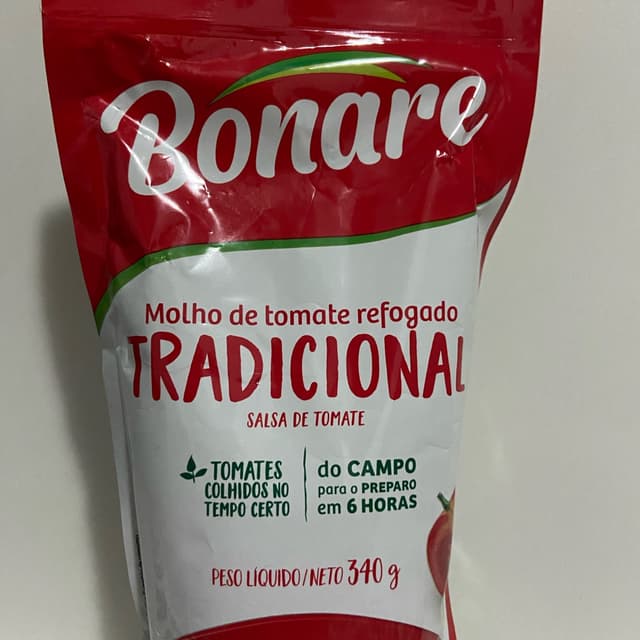 Bonare
Molho de tomate refogado
TRADICIONAL
SALSA DE TOMATE
TOMATES
COLHIDOS NO
TEMPO CERTO
do CAMPO
para o PREPARO
em 6 HORAS
PESO LÍQUIDO/NETO 340 g